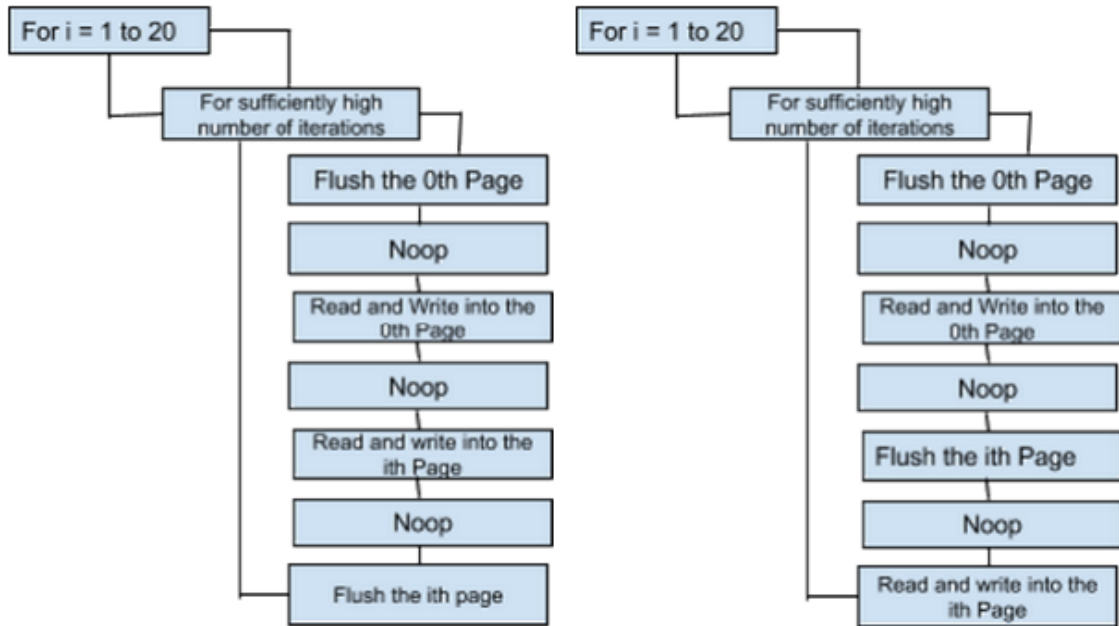 For i = 1 to 20
For sufficiently high
number of iterations
Flush the 0th Page
Noop
Read and Write into the
0th Page
Noop
Read and write into the
ith Page
Noop
Flush the ith page
For i = 1 to 20
For sufficiently high
number of iterations
Flush the 0th Page
Noop
Read and Write into the
0th Page
Noop
Flush the ith Page
Noop
Read and write into the
ith Page